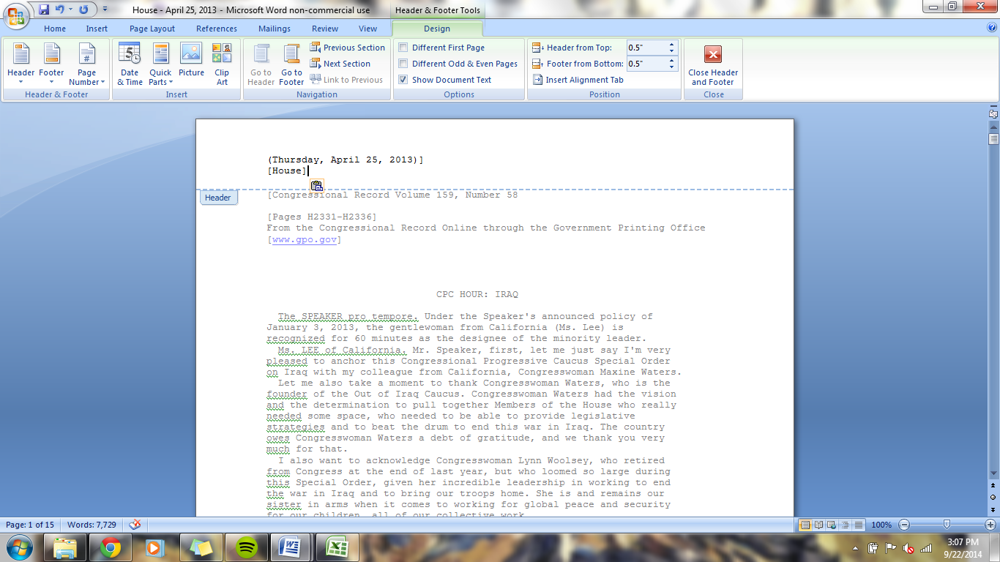 House - April 25, 2013 - Microsoft Word non-commercial use
Header & Footer Tools
Home Insert Page Layout References Mailings Review View Design
Header
Footer
Page Number
Header & Footer
Date & Time
Quick Parts
Picture
Clip Art
Insert
Go to Header
Go to Footer
Previous Section
Next Section
Link to Previous
Navigation
Different First Page
Different Odd & Even Pages
Show Document Text
Options
Header from Top: 0.5"
Footer from Bottom: 0.5"
Insert Alignment Tab
Position
Close Header and Footer
Close
(Thursday, April 25, 2013)]
[House]
Header
[Congressional Record Volume 159, Number 58
[Pages H2331-H2336]
From the Congressional Record Online through the Government Printing Office
[www.gpo.gov]
CPC HOUR: IRAQ
The SPEAKER pro tempore. Under the Speaker's announced policy of
January 3, 2013, the gentlewoman from California (Ms. Lee) is
recognized for 60 minutes as the designee of the minority leader.
Ms. LEE of California. Mr. Speaker, first, let me just say I'm very
pleased to anchor this Congressional Progressive Caucus Special Order
on Iraq with my colleague from California, Congresswoman Maxine Waters.
Let me also take a moment to thank Congresswoman Waters, who is the
founder of the Out of Iraq Caucus. Congresswoman Waters had the vision
and the determination to pull together Members of the House who really
needed some space, who needed to be able to provide legislative
strategies and to beat the drum to end this war in Iraq. The country
owes Congresswoman Waters a debt of gratitude, and we thank you very
much for that.
I also want to acknowledge Congresswoman Lynn Woolsey, who retired
from Congress at the end of last year, but who loomed so large during
this Special Order, given her incredible leadership in working to end
the war in Iraq and to bring our troops home. She is and remains our
sister in arms when it comes to working for global peace and security
for our children, all of our collective work
Page: 1 of 15
Words: 7,729
100%
3:07 PM
9/22/2014